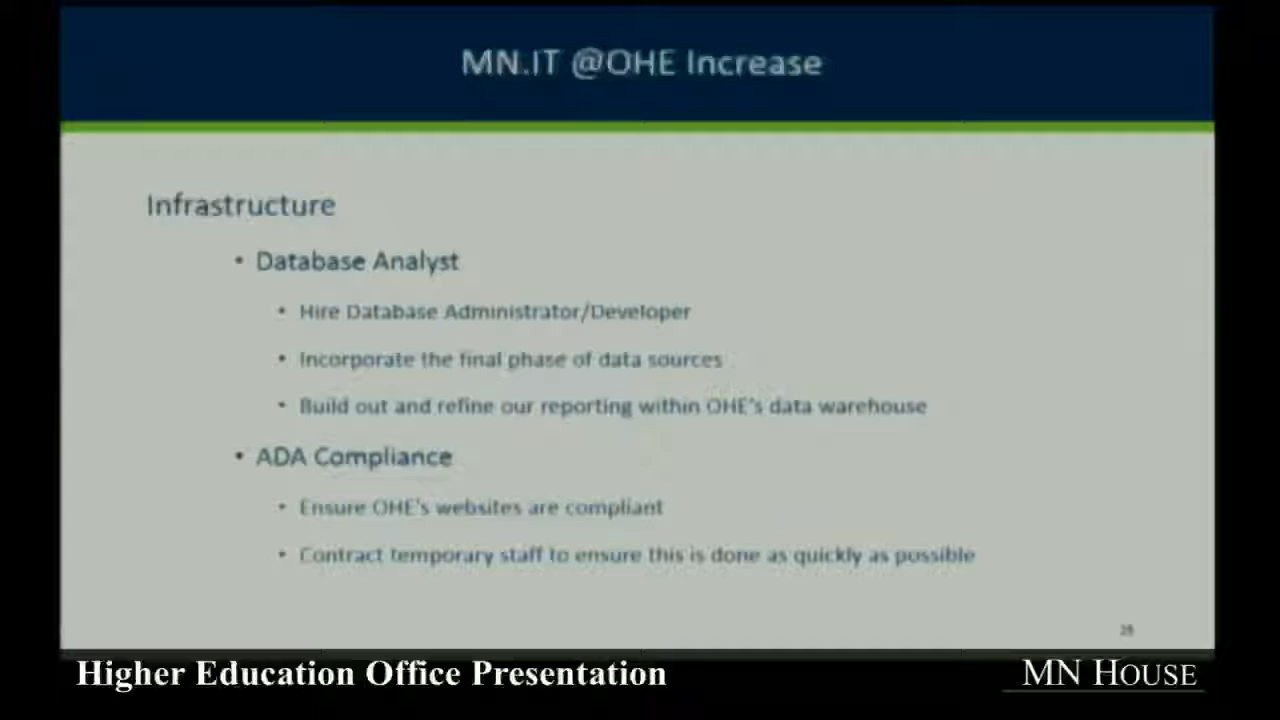 MN.IT @OHE Increase
Infrastructure
• Database Analyst
• Hire Database Administrator/Developer
• Incorporate the final phase of data sources
• Build out and refine our reporting within OHE's data warehouse
• ADA Compliance
• Ensure OHE's websites are compliant
• Contract temporary staff to ensure this is done as quickly as possible
Higher Education Office Presentation
MN HOUSE